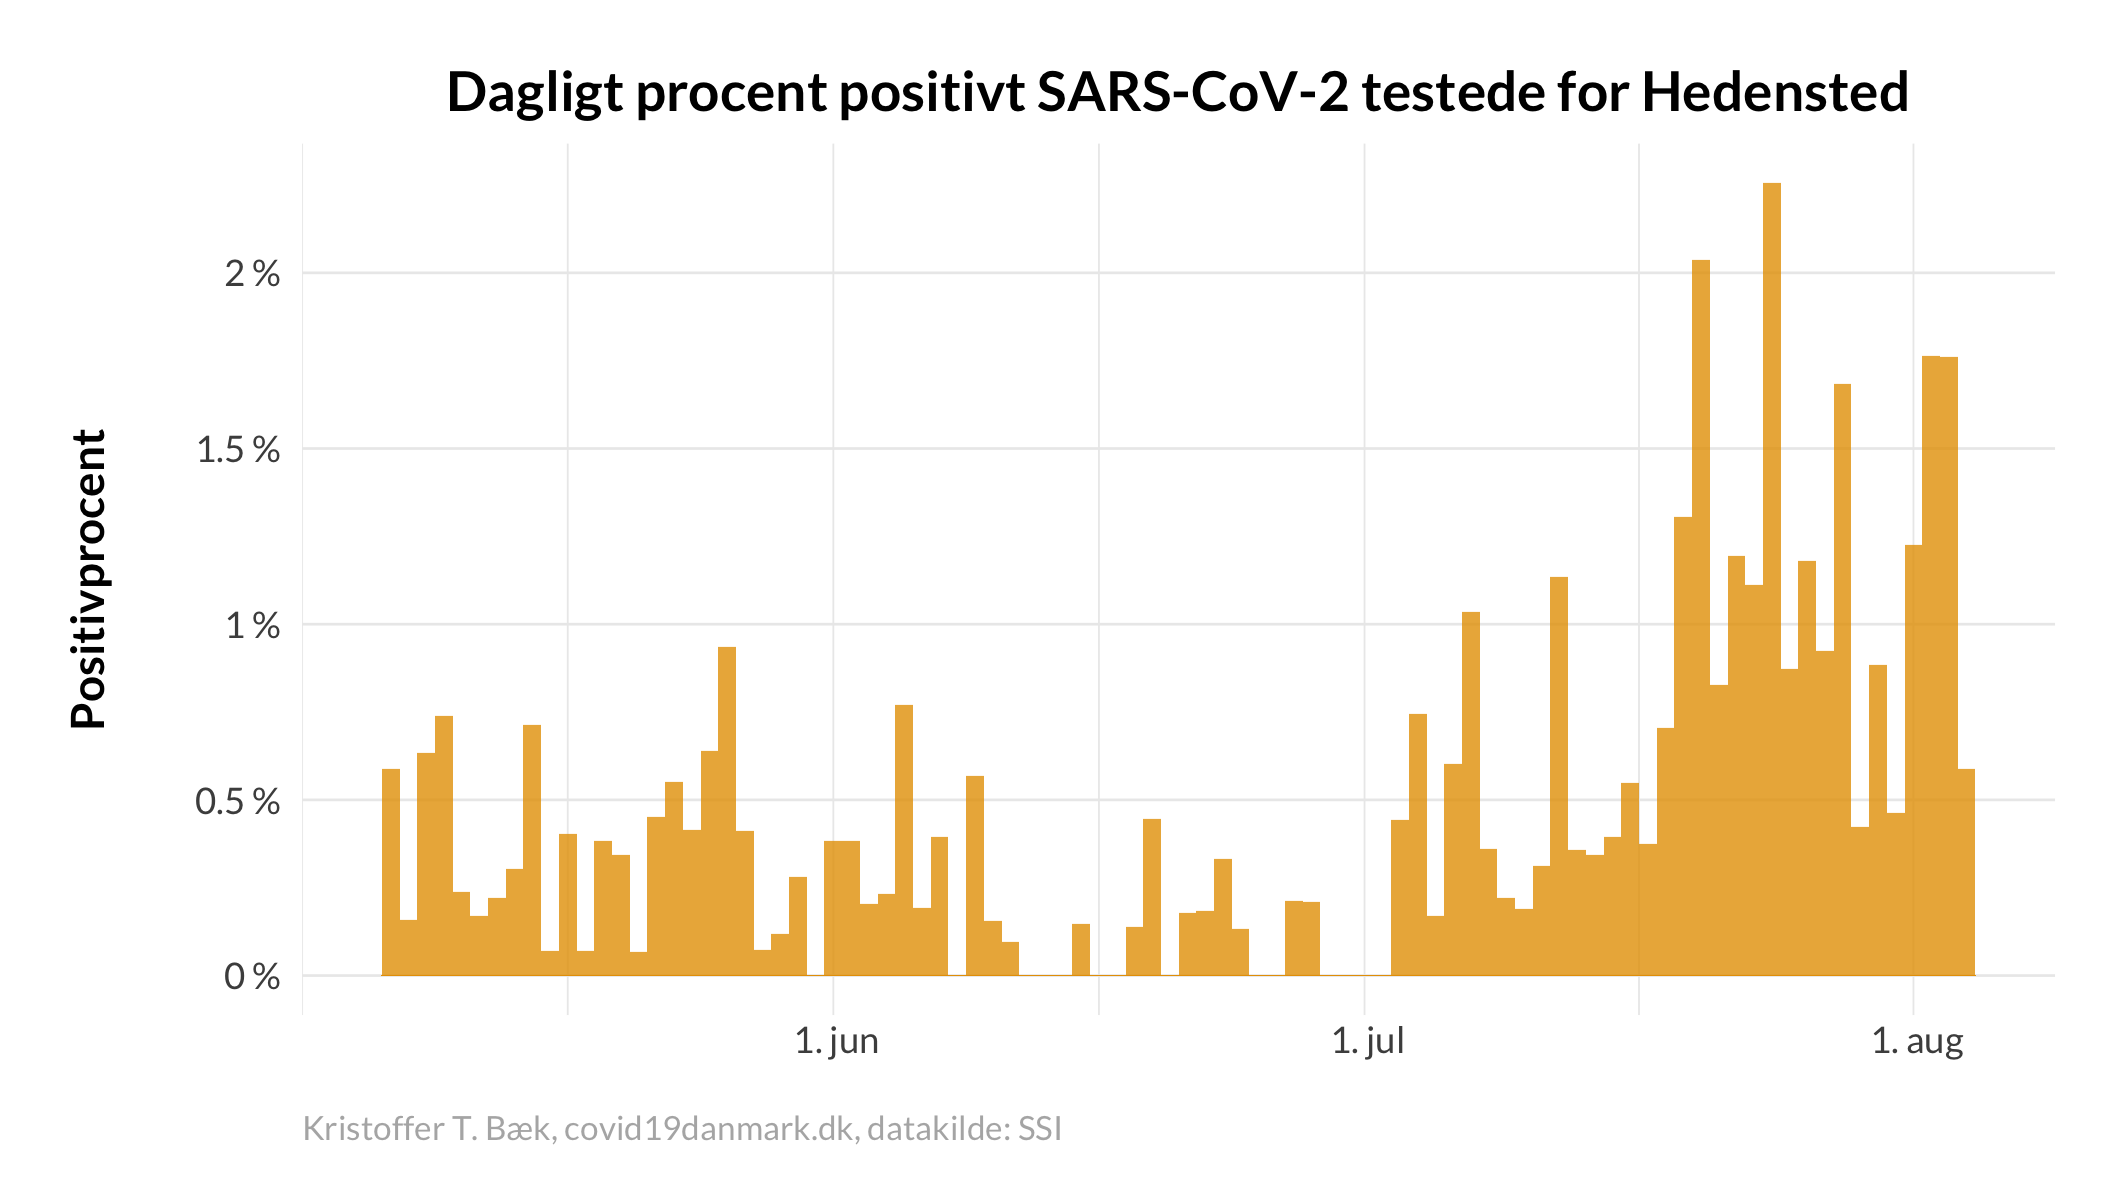 Dagligt procent positivt SARS-CoV-2 testede for Hedensted
Positivprocent
2 %
1.5 %
1 %
0.5 %
0 %
1. jun
1. jul
1. aug
Kristoffer T. Bæk, covid19danmark.dk, datakilde: SSI